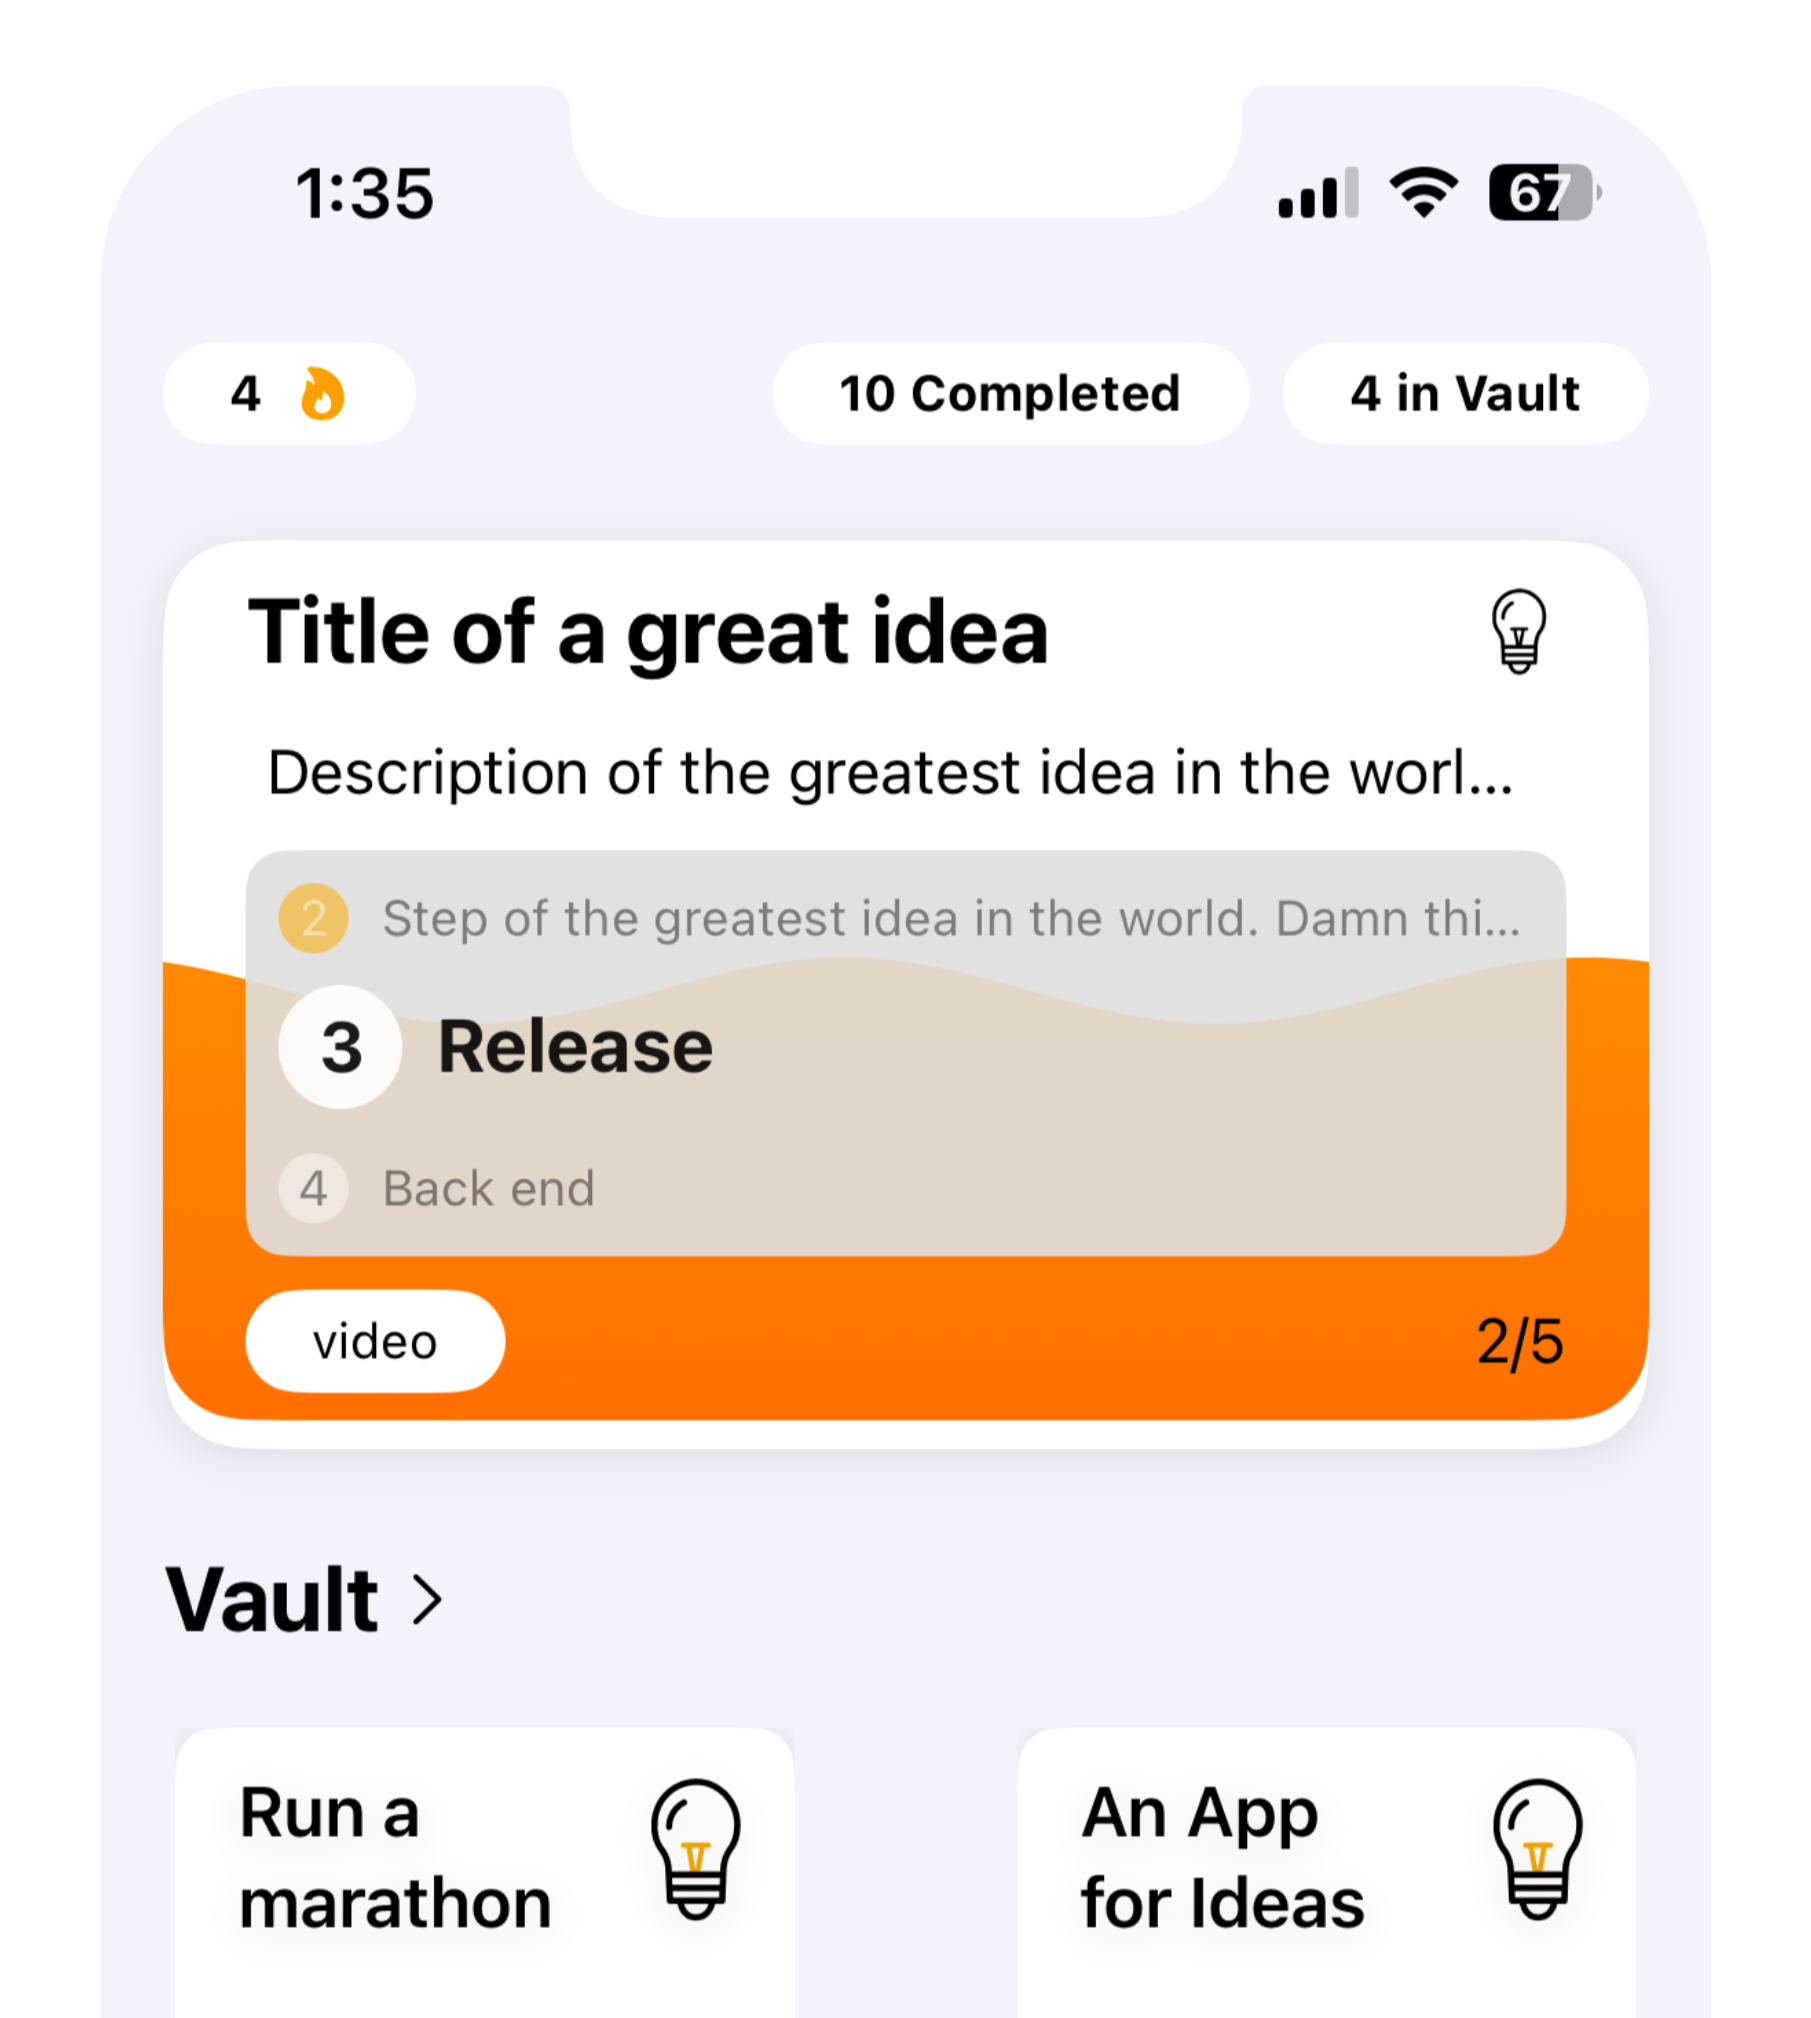 1:35
67
4
10 Completed
4 in Vault
Title of a great idea
Description of the greatest idea in the worl...
2 Step of the greatest idea in the world. Damn thi...
3 Release
4 Back end
video
2/5
Vault >
Run a
marathon
An App
for Ideas